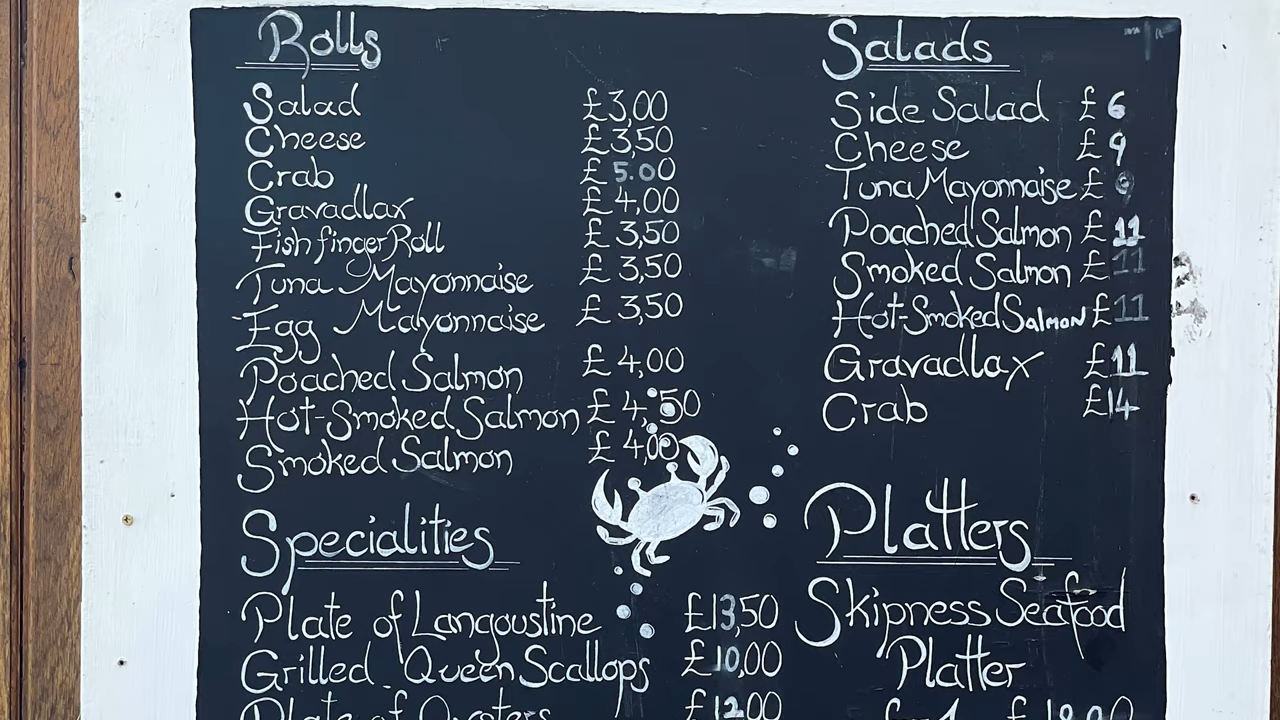 Rolls
Salad £3,00
Cheese £3,50
Crab £5.00
Gravadlax £4,00
Fish finger Roll £3,50
Tuna Mayonnaise £3,50
Egg Mayonnaise £3,50
Poached Salmon £4,00
Hot-Smoked Salmon £4,50
Smoked Salmon £4,00
Specialities
Plate of Langoustine £13,50
Grilled Queen Scallops £10,00
Plate of Oysters £12,00
Salads
Side Salad £6
Cheese £9
Tuna Mayonnaise £
Poached Salmon £11
Smoked Salmon £11
Hot-Smoked Salmon £11
Gravadlax £11
Crab £14
Platters
Skipness Seafood
Platter
for 1 £